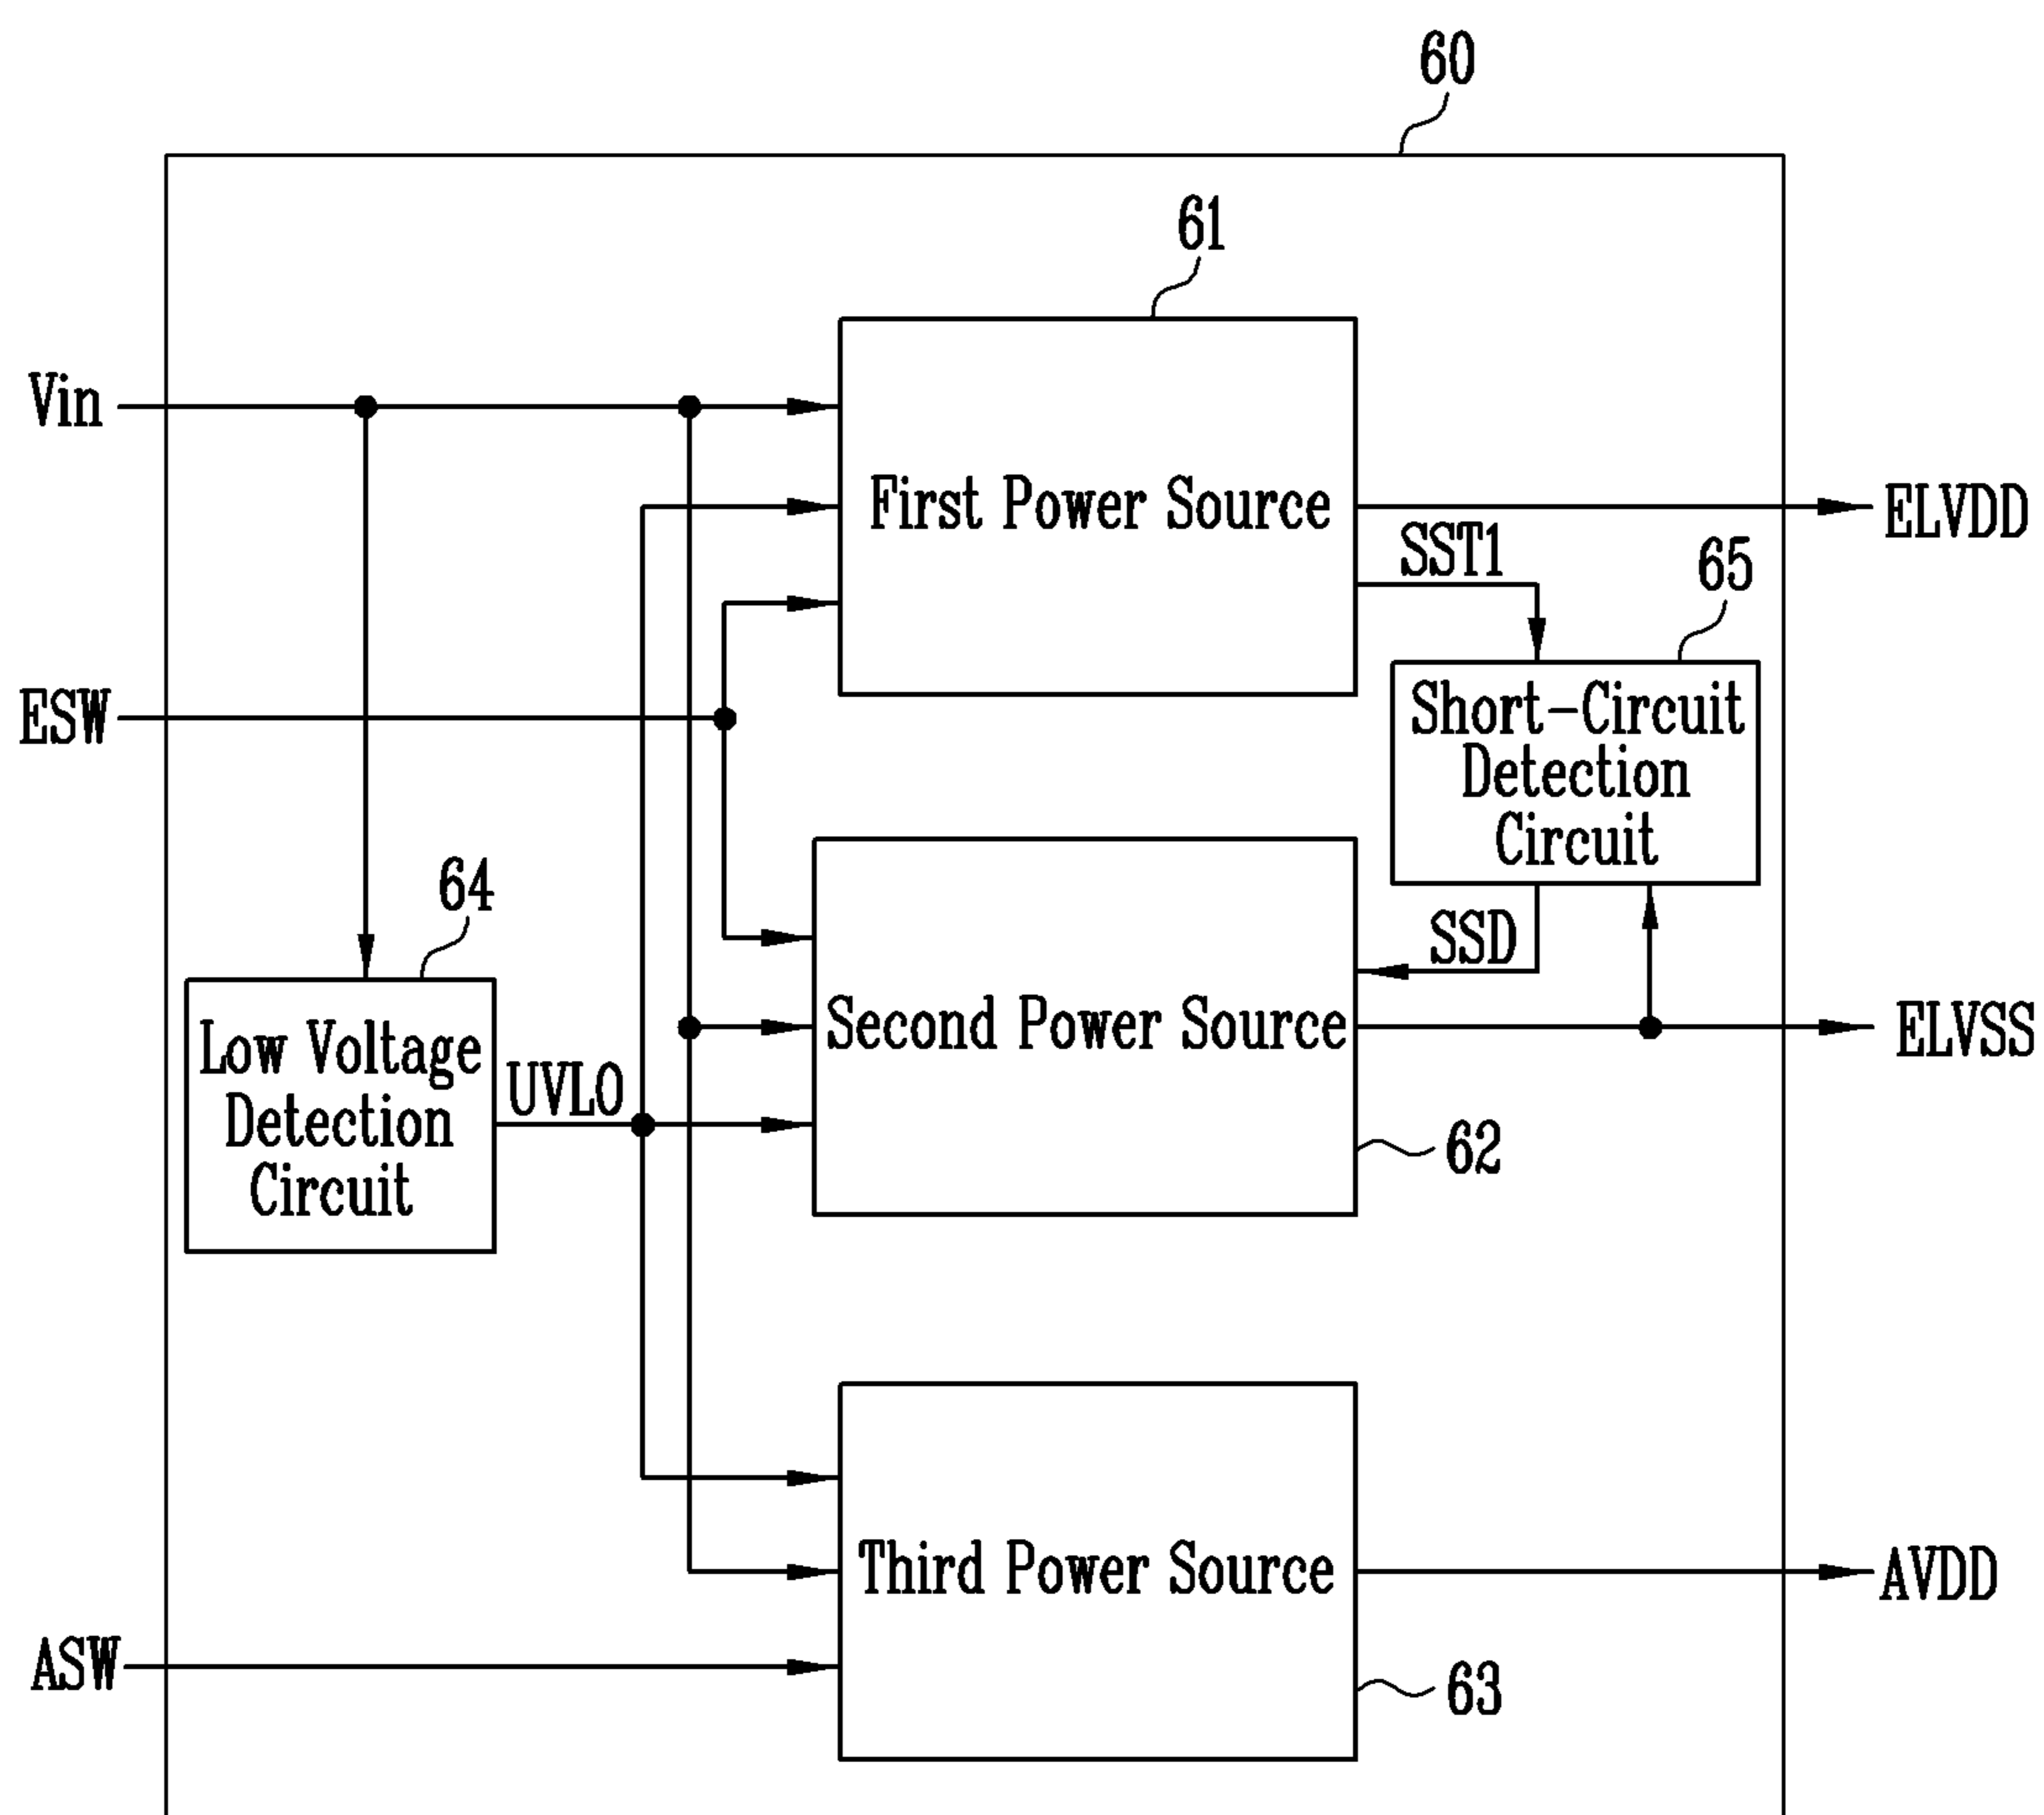 60
61
Vin
First Power Source
ELVDD
SST1
65
ESW
Short-Circuit
Detection
Circuit
64
SSD
Low Voltage
Detection
Circuit
UVLO
Second Power Source
ELVSS
62
Third Power Source
AVDD
ASW
63